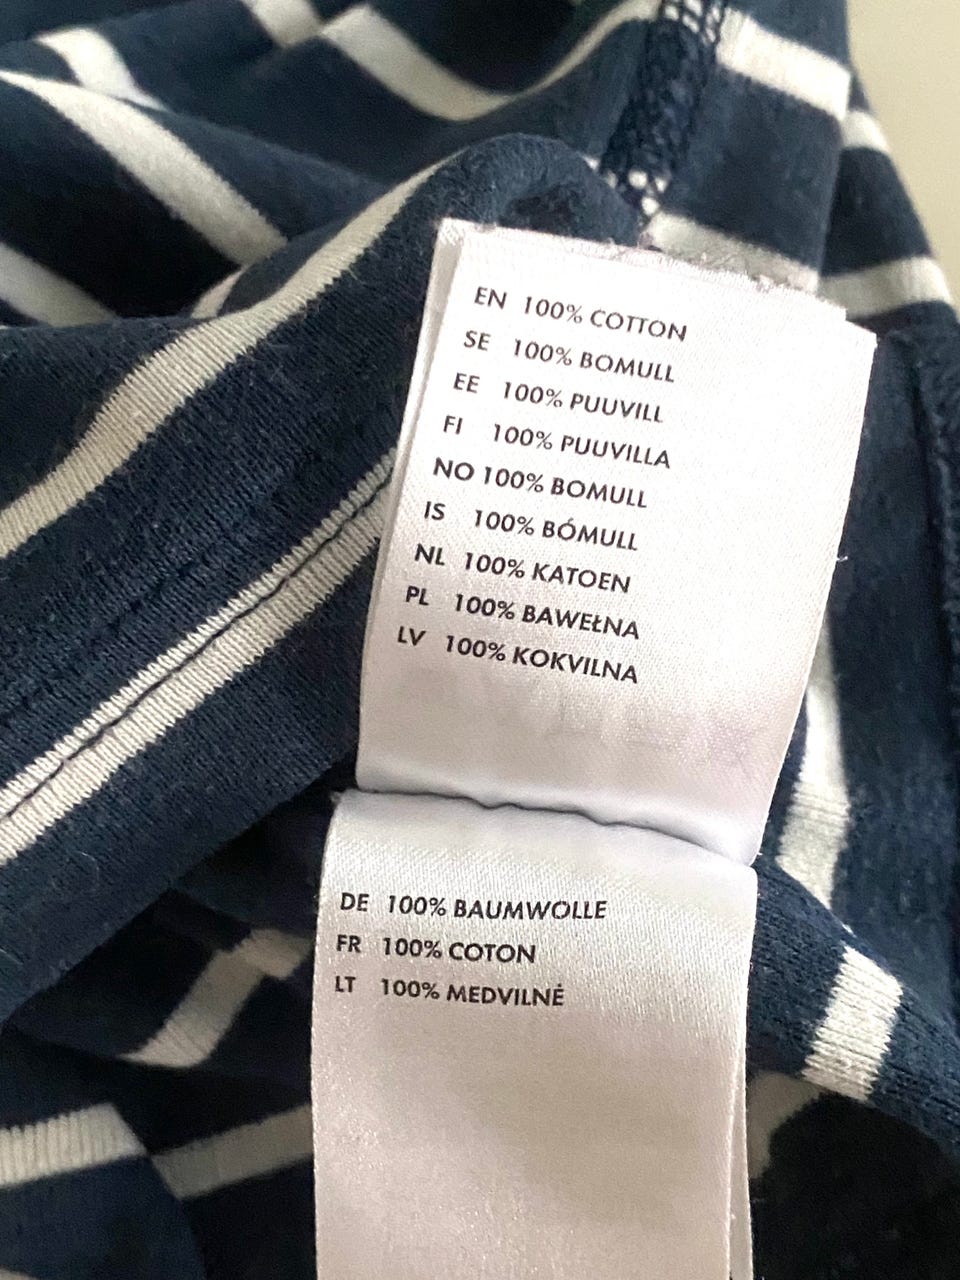 EN 100% COTTON
SE 100% BOMULL
EE 100% PUUVILL
FI 100% PUUVILLA
NO 100% BOMULL
IS 100% BÓMULL
NL 100% KATOEN
PL 100% BAWEŁNA
LV 100% KOKVILNA
DE 100% BAUMWOLLE
FR 100% COTON
LT 100% MEDVILNĖ